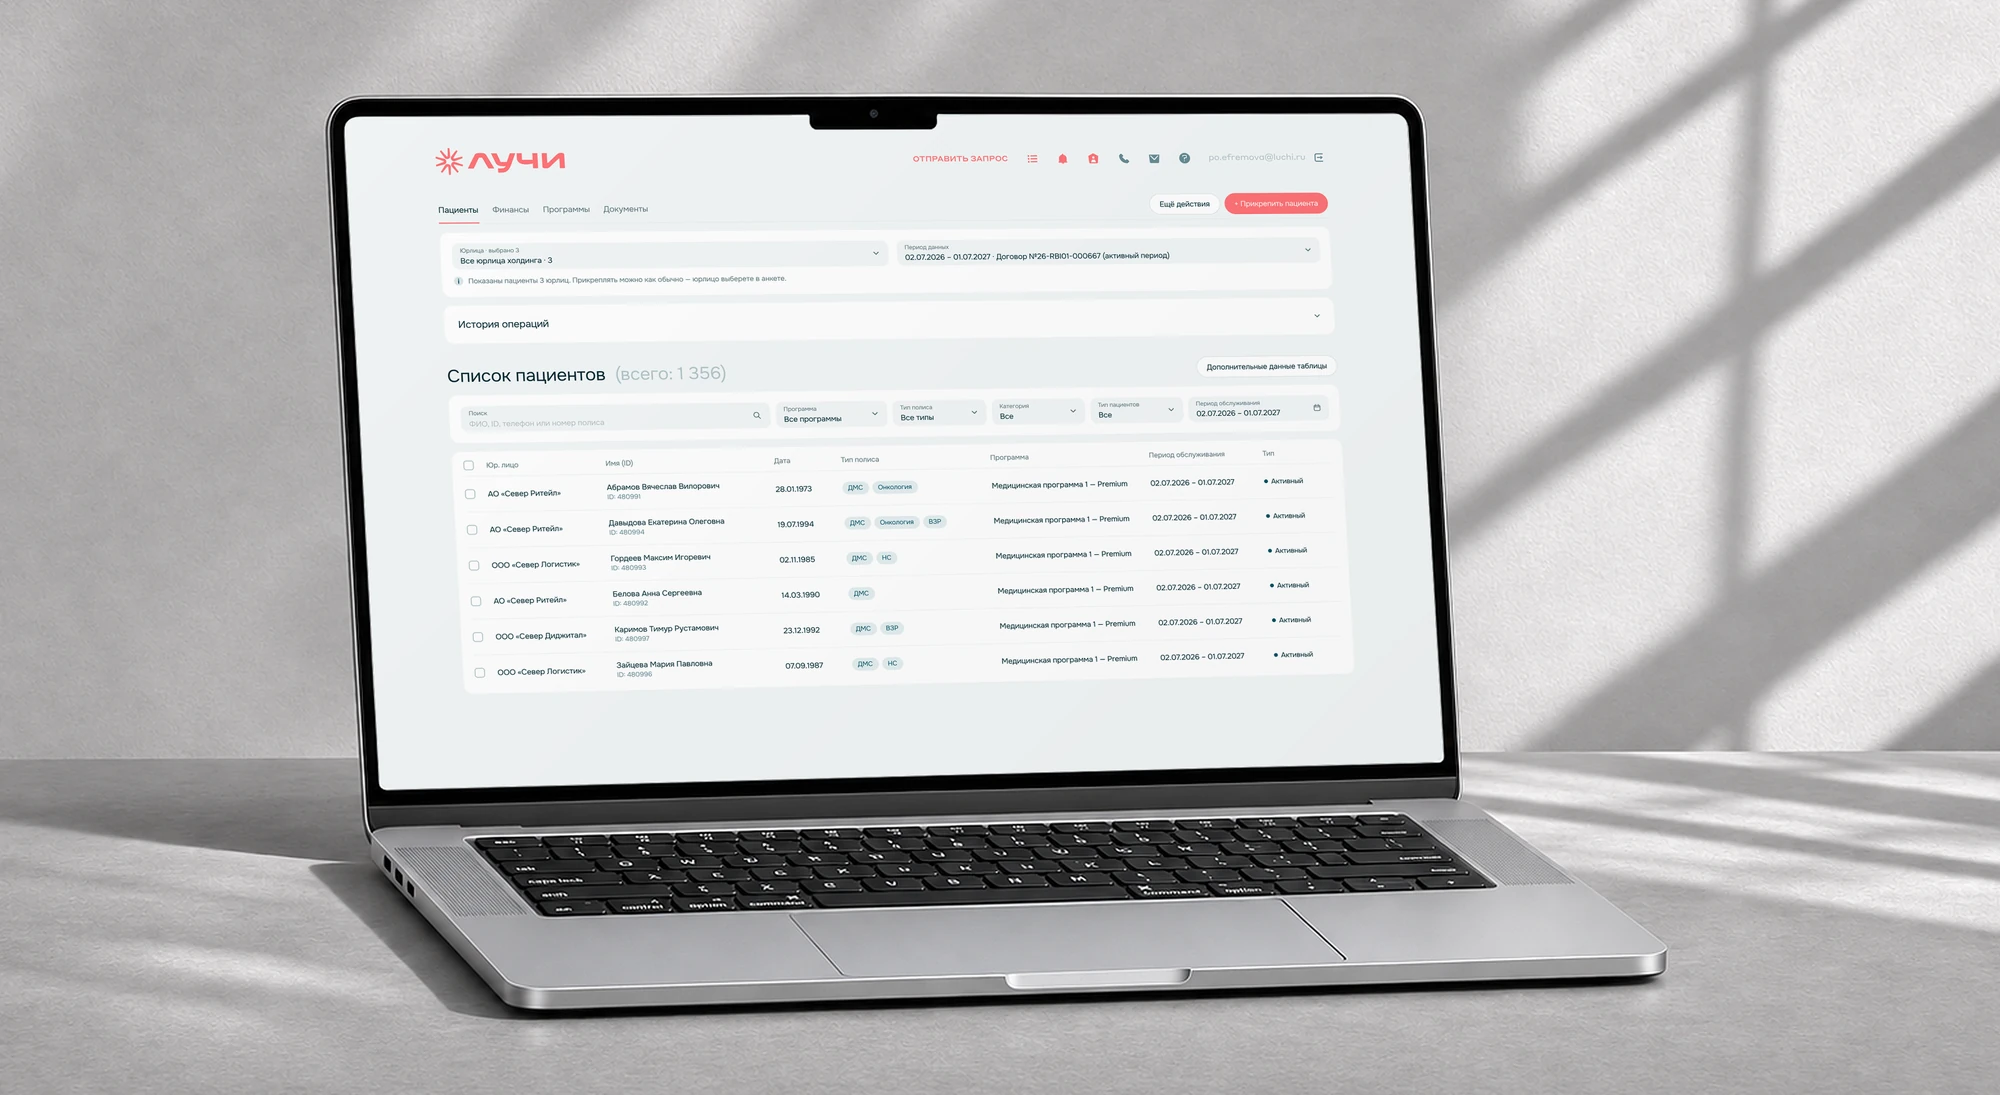 лучи
ОТПРАВИТЬ ЗАПРОС
po.efremova@luchi.ru
Пациенты Финансы Программы Документы
Ещё действия
+ Прикрепить пациента
Юрлица · выбрано 3
Все юрлица холдинга · 3
Период данных
02.07.2026 – 01.07.2027 · Договор №26-RBI01-000667 (активный период)
Показаны пациенты 3 юрлиц. Прикреплять можно как обычно — юрлицо выберете в анкете.
История операций
Список пациентов (всего: 1 356)
Дополнительные данные таблицы
Поиск
ФИО, ID, телефон или номер полиса
Программа
Все программы
Тип полиса
Все типы
Категория
Все
Тип пациентов
Все
Период обслуживания
02.07.2026 – 01.07.2027
Юр. лицо Имя (ID) Дата Тип полиса Программа Период обслуживания Тип
АО «Север Ритейл» Абрамов Вячеслав Вилорович 28.01.1973 ДМС Онкология Медицинская программа 1 — Premium 02.07.2026 – 01.07.2027 Активный
ID: 480991
АО «Север Ритейл» Давыдова Екатерина Олеговна 19.07.1994 ДМС Онкология ВЗР Медицинская программа 1 — Premium 02.07.2026 – 01.07.2027 Активный
ID: 480994
ООО «Север Логистик» Гордеев Максим Игоревич 02.11.1985 ДМС НС Медицинская программа 1 — Premium 02.07.2026 – 01.07.2027 Активный
ID: 480993
АО «Север Ритейл» Белова Анна Сергеевна 14.03.1990 ДМС Медицинская программа 1 — Premium 02.07.2026 – 01.07.2027 Активный
ID: 480992
ООО «Север Диджитал» Каримов Тимур Рустамович 23.12.1992 ДМС ВЗР Медицинская программа 1 — Premium 02.07.2026 – 01.07.2027 Активный
ID: 480997
ООО «Север Логистик» Зайцева Мария Павловна 07.09.1987 ДМС НС Медицинская программа 1 — Premium 02.07.2026 – 01.07.2027 Активный
ID: 480996
tab
caps lock
shift
control option command command option